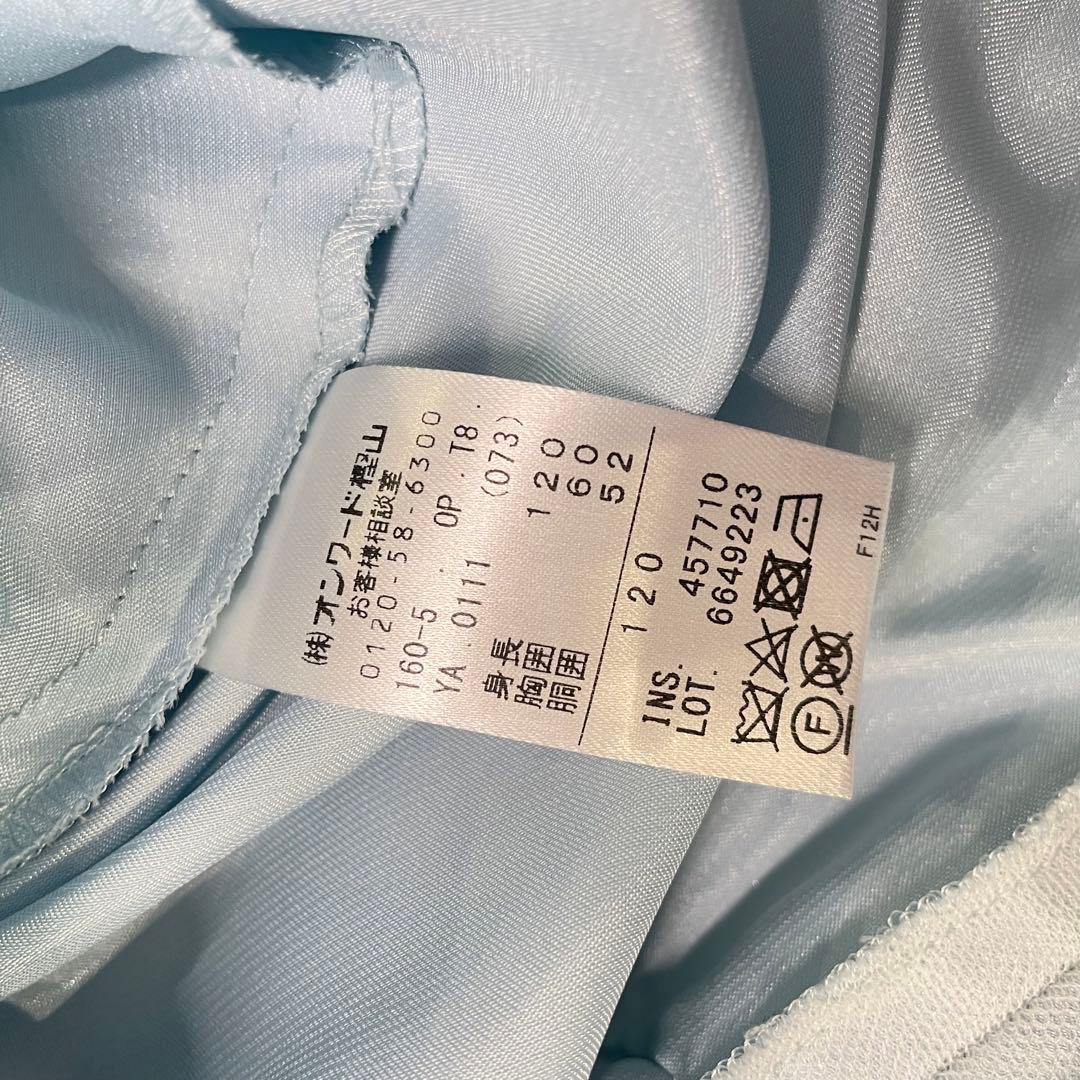 (株)オンワード樫山
お客様相談室
0120-58-6300
160-5 OP.T8.
YA.0111 (073)
身長 120
胸囲 60
胴囲 52
120
INS. 457710
LOT. 6649223
F
W
F12H